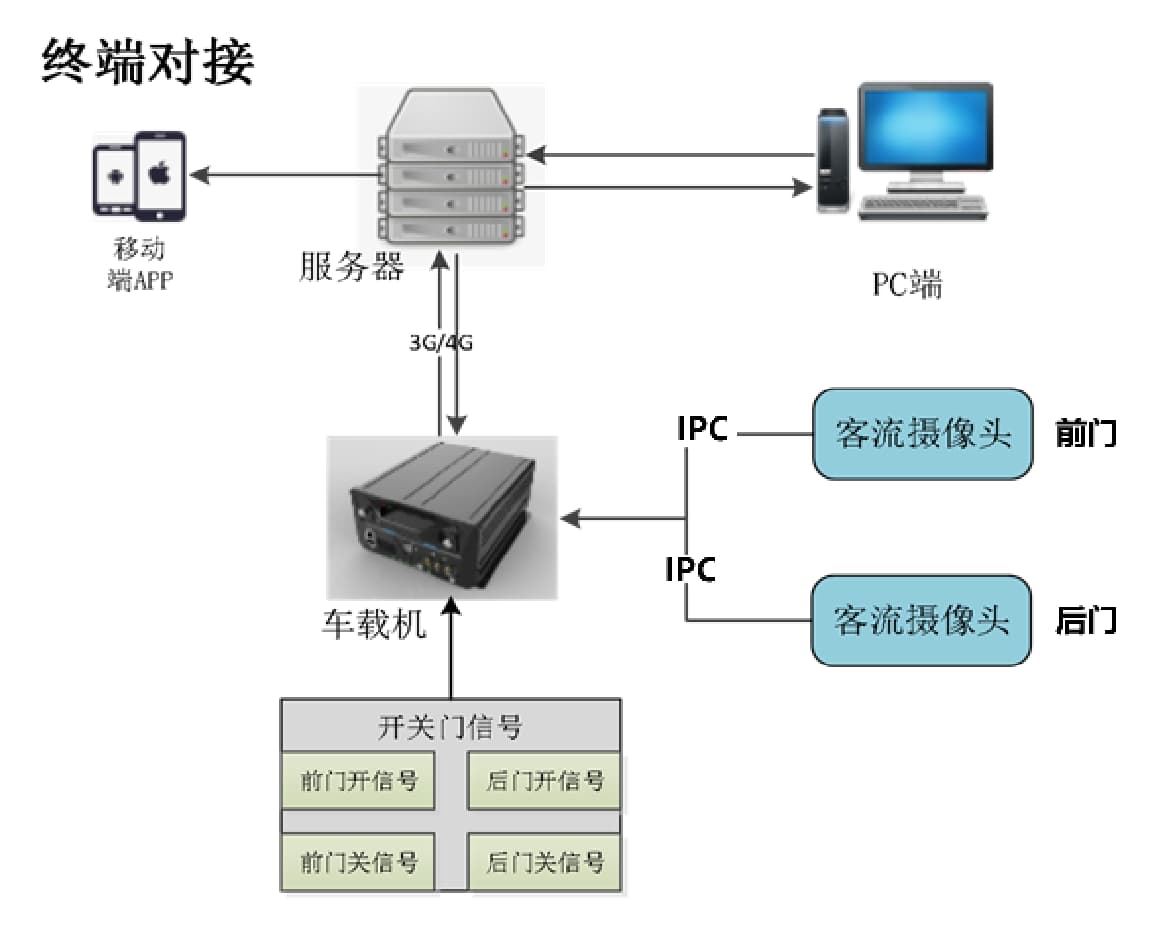 终端对接
移动
端APP
服务器
PC端
3G/4G
IPC
客流摄像头
前门
IPC
客流摄像头
后门
车载机
开关门信号
前门开信号
后门开信号
前门关信号
后门关信号